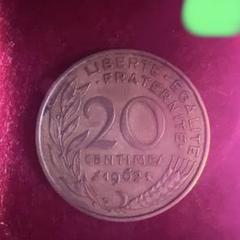 LIBERTE·EGALITE
FRATERNITE
20
CENTIMES
1962